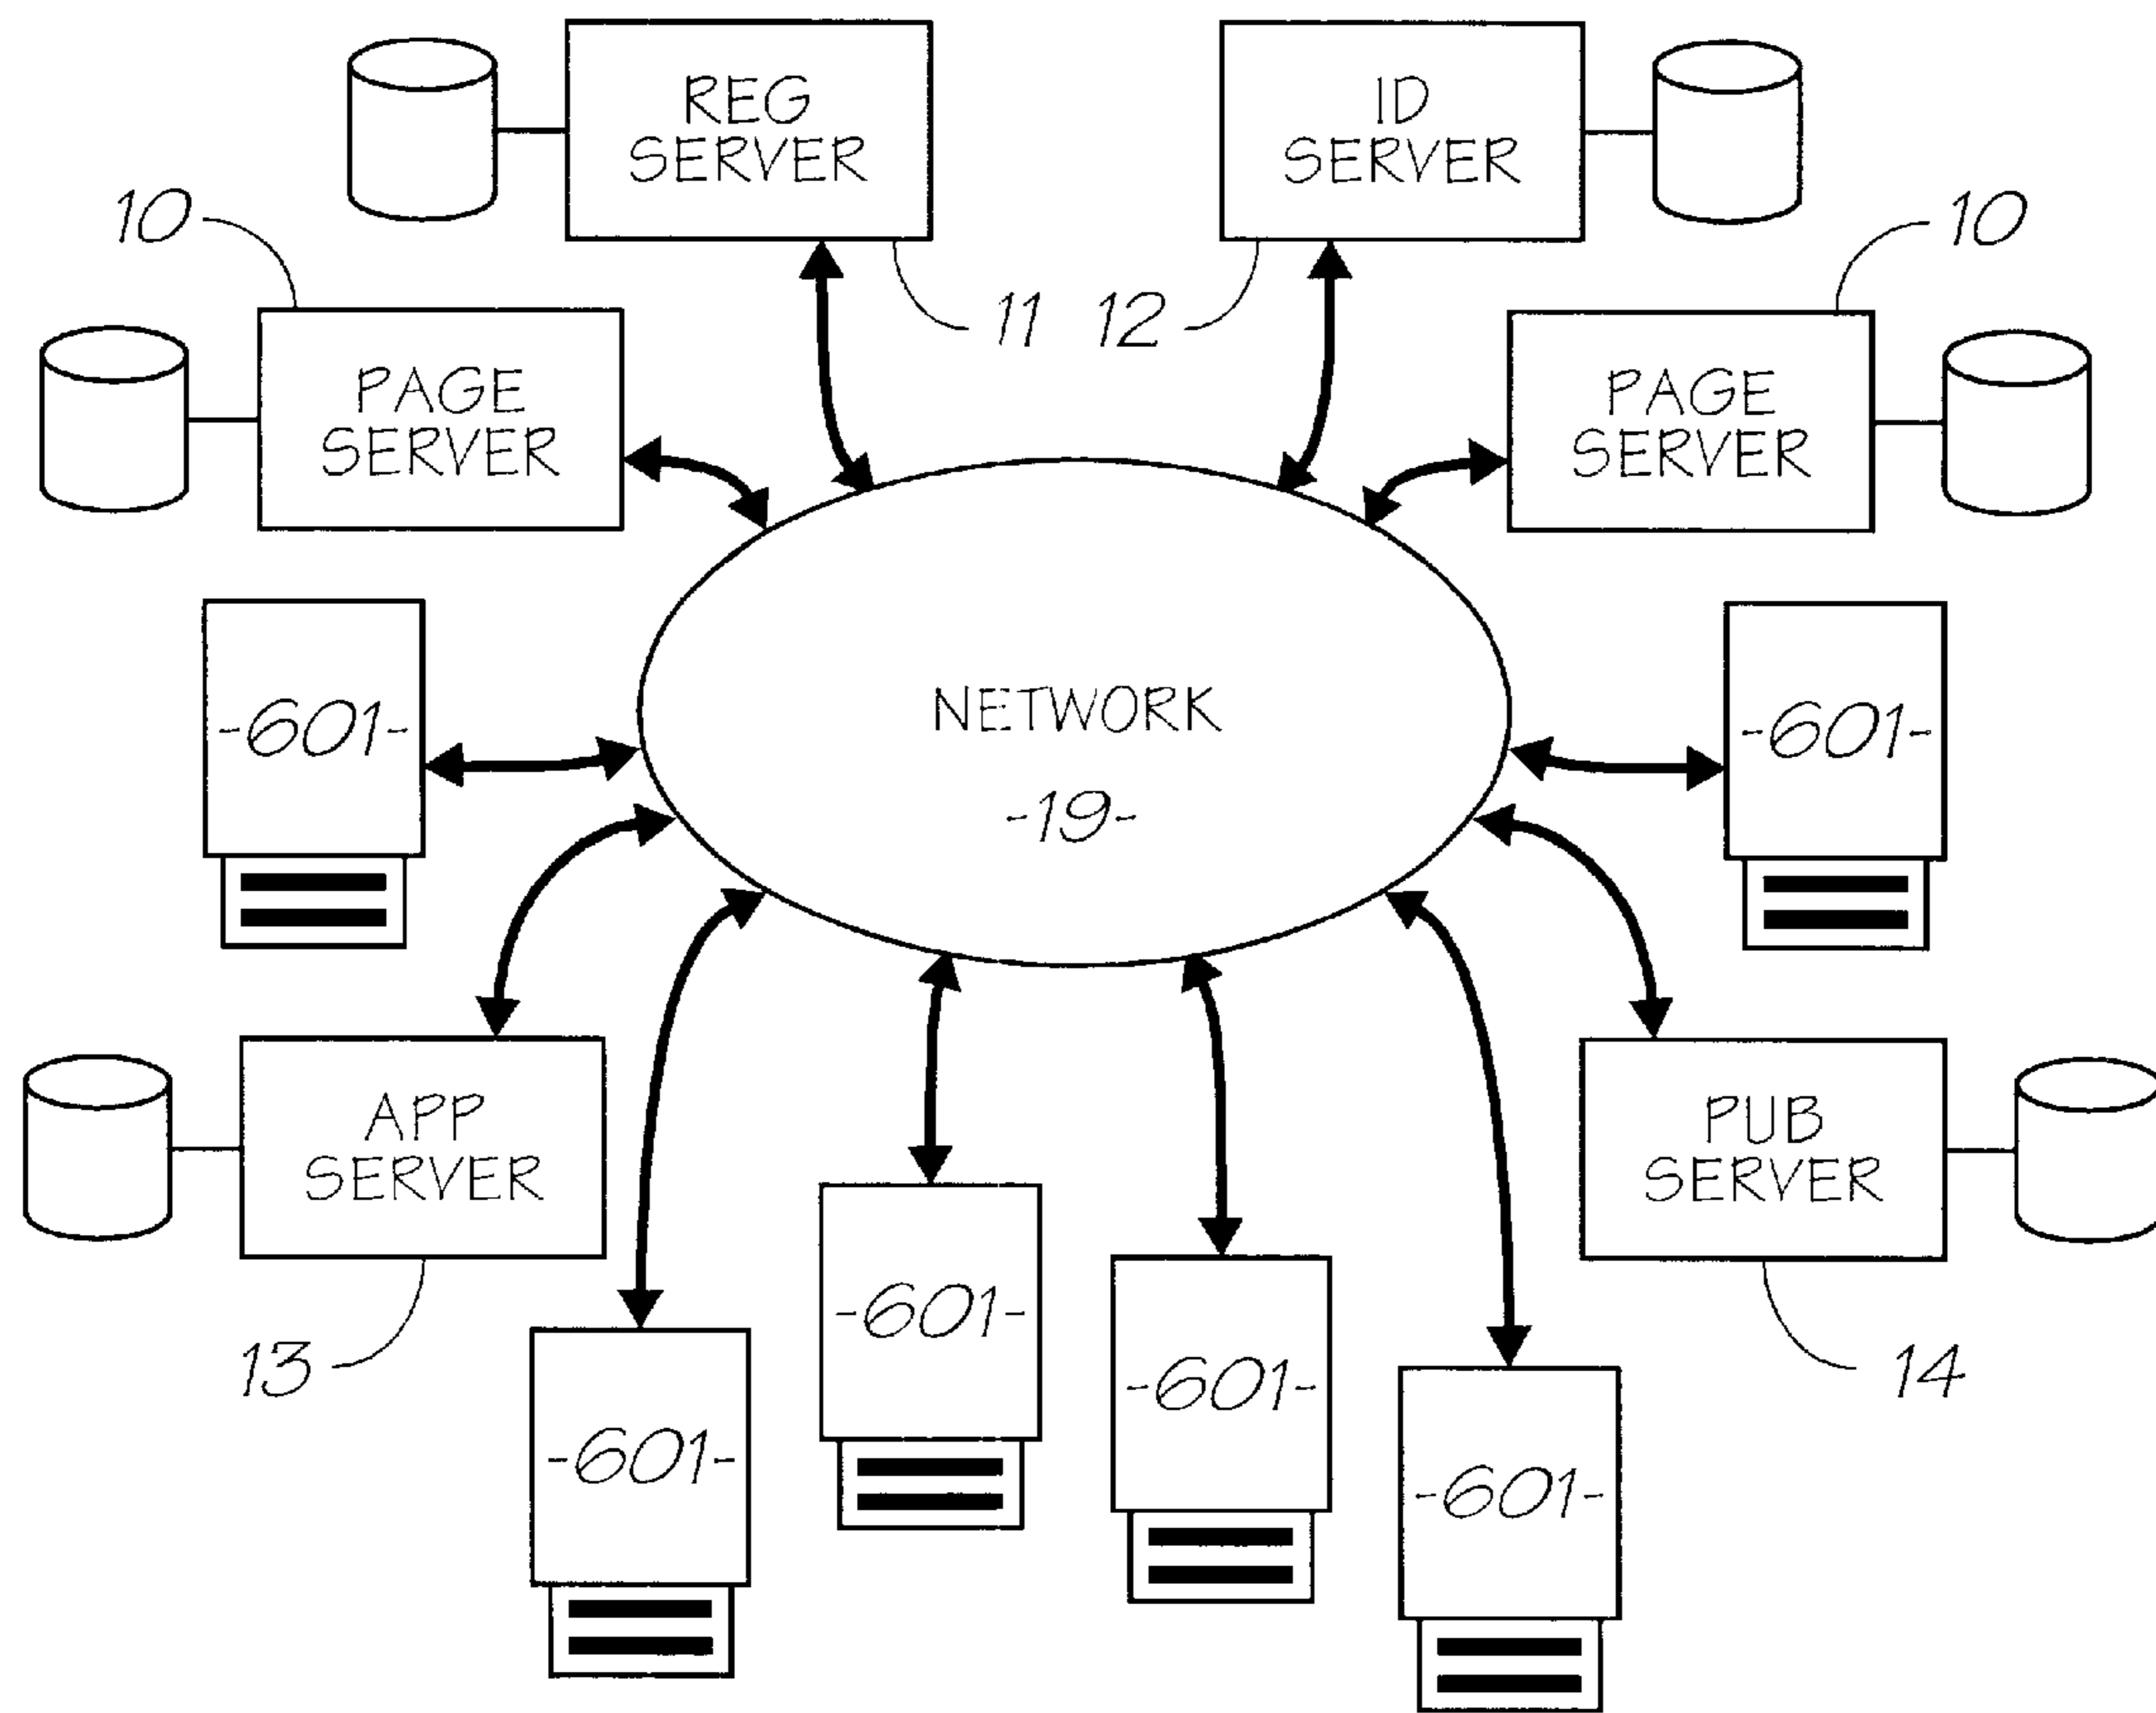 REG
SERVER
ID
SERVER
10
10
11
12
PAGE
SERVER
PAGE
SERVER
-601-
NETWORK
-19-
-601-
APP
SERVER
PUB
SERVER
13
-601-
-601-
-601-
-601-
14